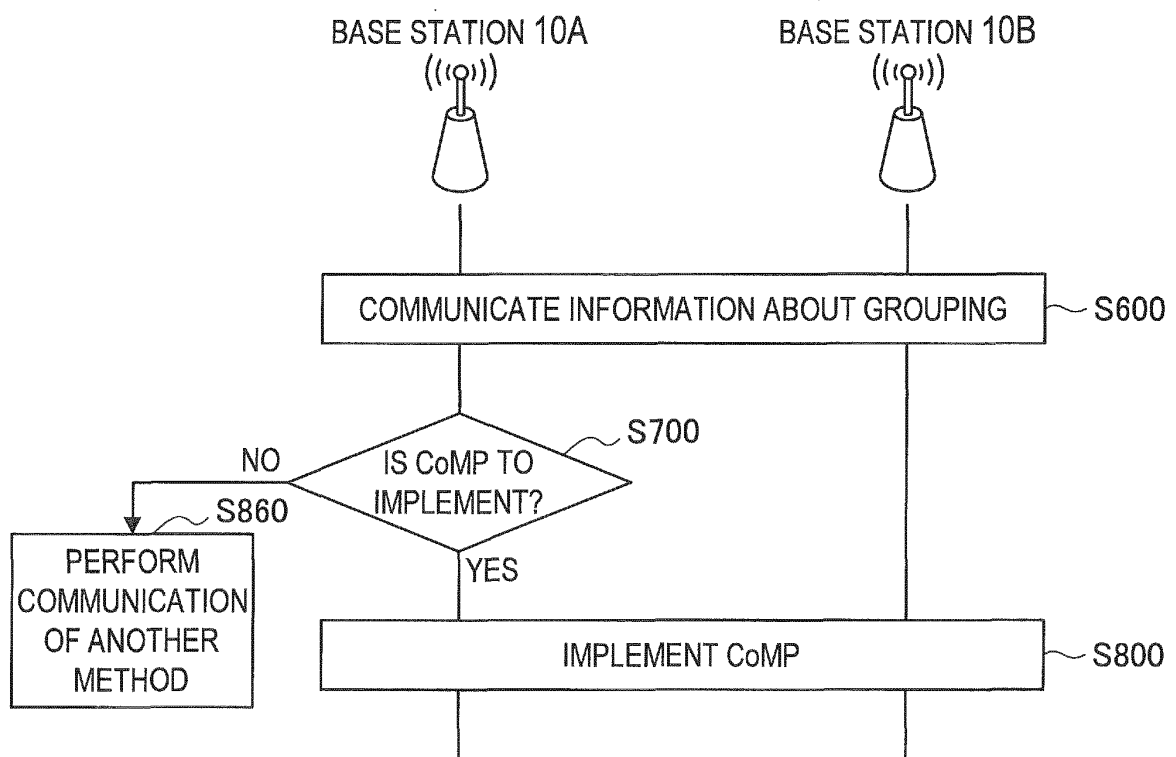 BASE STATION 10A
BASE STATION 10B
COMMUNICATE INFORMATION ABOUT GROUPING
S600
S700
NO
IS CoMP TO
IMPLEMENT?
S860
YES
PERFORM
COMMUNICATION
OF ANOTHER
METHOD
IMPLEMENT CoMP
S800